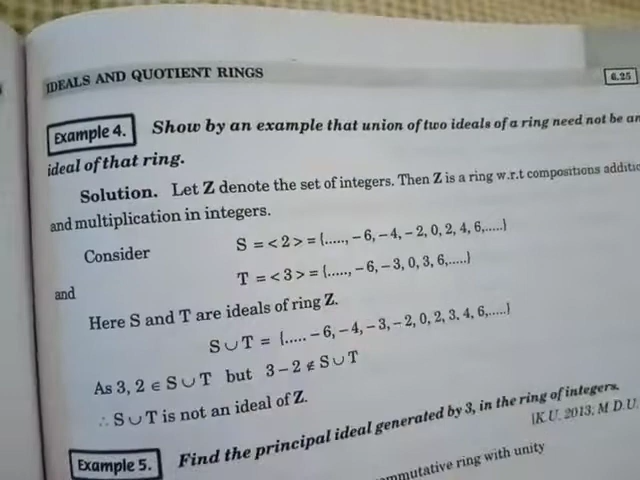 IDEALS AND QUOTIENT RINGS
6.25
Example 4. Show by an example that union of two ideals of a ring need not be an
ideal of that ring.
Solution. Let Z denote the set of integers. Then Z is a ring w.r.t compositions
and multiplication in integers.
Consider S = < 2 > = {....., – 6, – 4, – 2, 0, 2, 4, 6,.....}
and T = < 3 > = {....., – 6, – 3, 0, 3, 6,.....}
Here S and T are ideals of ring Z.
S ∪ T = {..... – 6, – 4, – 3, – 2, 0, 2, 3, 4, 6,.....}
As 3, 2 ∈ S ∪ T but 3 – 2 ∉ S ∪ T
∴ S ∪ T is not an ideal of Z.
Example 5. Find the principal ideal generated by 3, in the ring of integers.
[K.U. 2013; M.D.U.
ring with unity